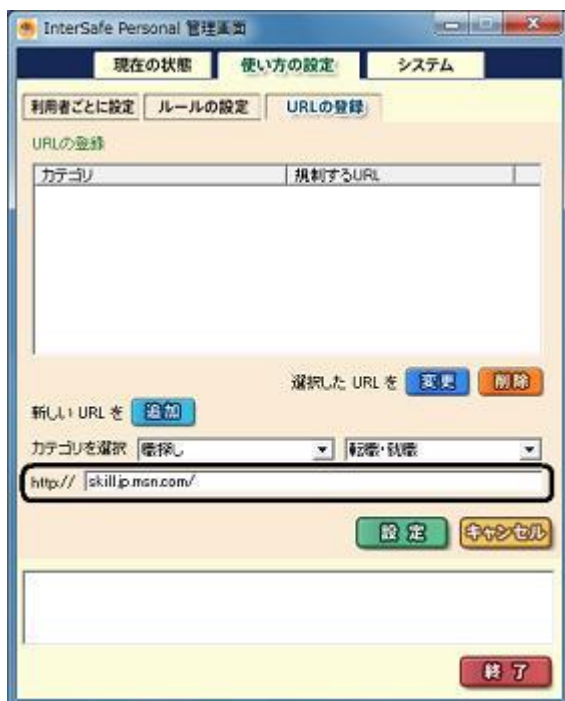 InterSafe Personal 管理画面
現在の状態 使い方の設定 システム
利用者ごとに設定 ルールの設定 URLの登録
URLの登録
カテゴリ 規制するURL
選択した URL を 変更 削除
新しい URL を 追加
カテゴリを選択 職探し 転職・就職
http:// skill.jp.msn.com/
設定 キャンセル
終了